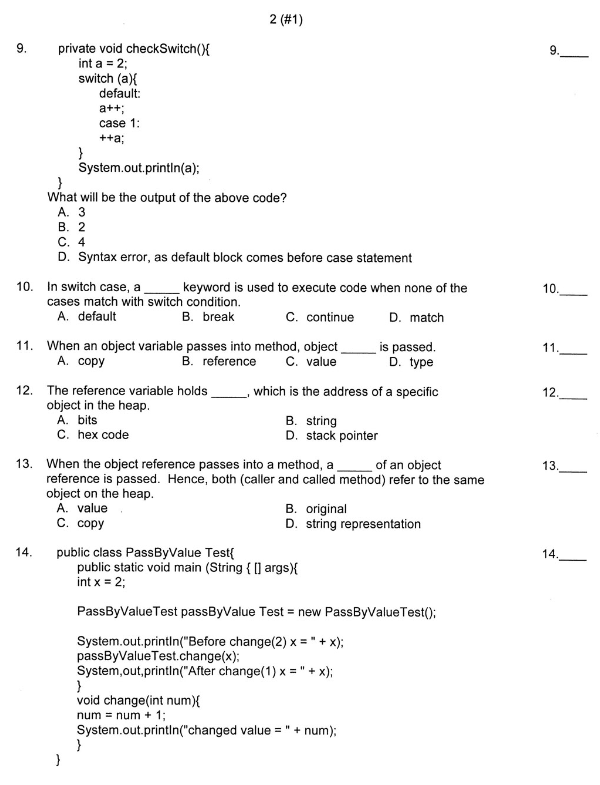 2 (#1)
9. private void checkSwitch(){ 9.____
int a = 2;
switch (a){
default:
a++;
case 1:
++a;
}
System.out.println(a);
}
What will be the output of the above code?
A. 3
B. 2
C. 4
D. Syntax error, as default block comes before case statement
10. In switch case, a _____ keyword is used to execute code when none of the 10.____
cases match with switch condition.
A. default B. break C. continue D. match
11. When an object variable passes into method, object _____ is passed. 11.____
A. copy B. reference C. value D. type
12. The reference variable holds _____, which is the address of a specific 12.____
object in the heap.
A. bits B. string
C. hex code D. stack pointer
13. When the object reference passes into a method, a _____ of an object 13.____
reference is passed. Hence, both (caller and called method) refer to the same
object on the heap.
A. value B. original
C. copy D. string representation
14. public class PassByValue Test{ 14.____
public static void main (String { [] args){
int x = 2;
PassByValueTest passByValue Test = new PassByValueTest();
System.out.println("Before change(2) x = " + x);
passByValueTest.change(x);
System,out,println("After change(1) x = " + x);
}
void change(int num){
num = num + 1;
System.out.println("changed value = " + num);
}
}